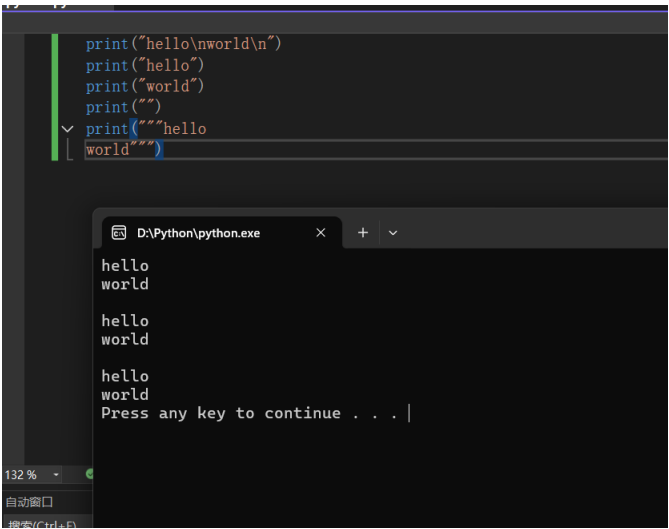 print("hello\nworld\n")
print("hello")
print("world")
print("")
print("""hello
world""")
D:\Python\python.exe
hello
world
hello
world
hello
world
Press any key to continue . . .
132 %
自动窗口
搜索(Ctrl+E)